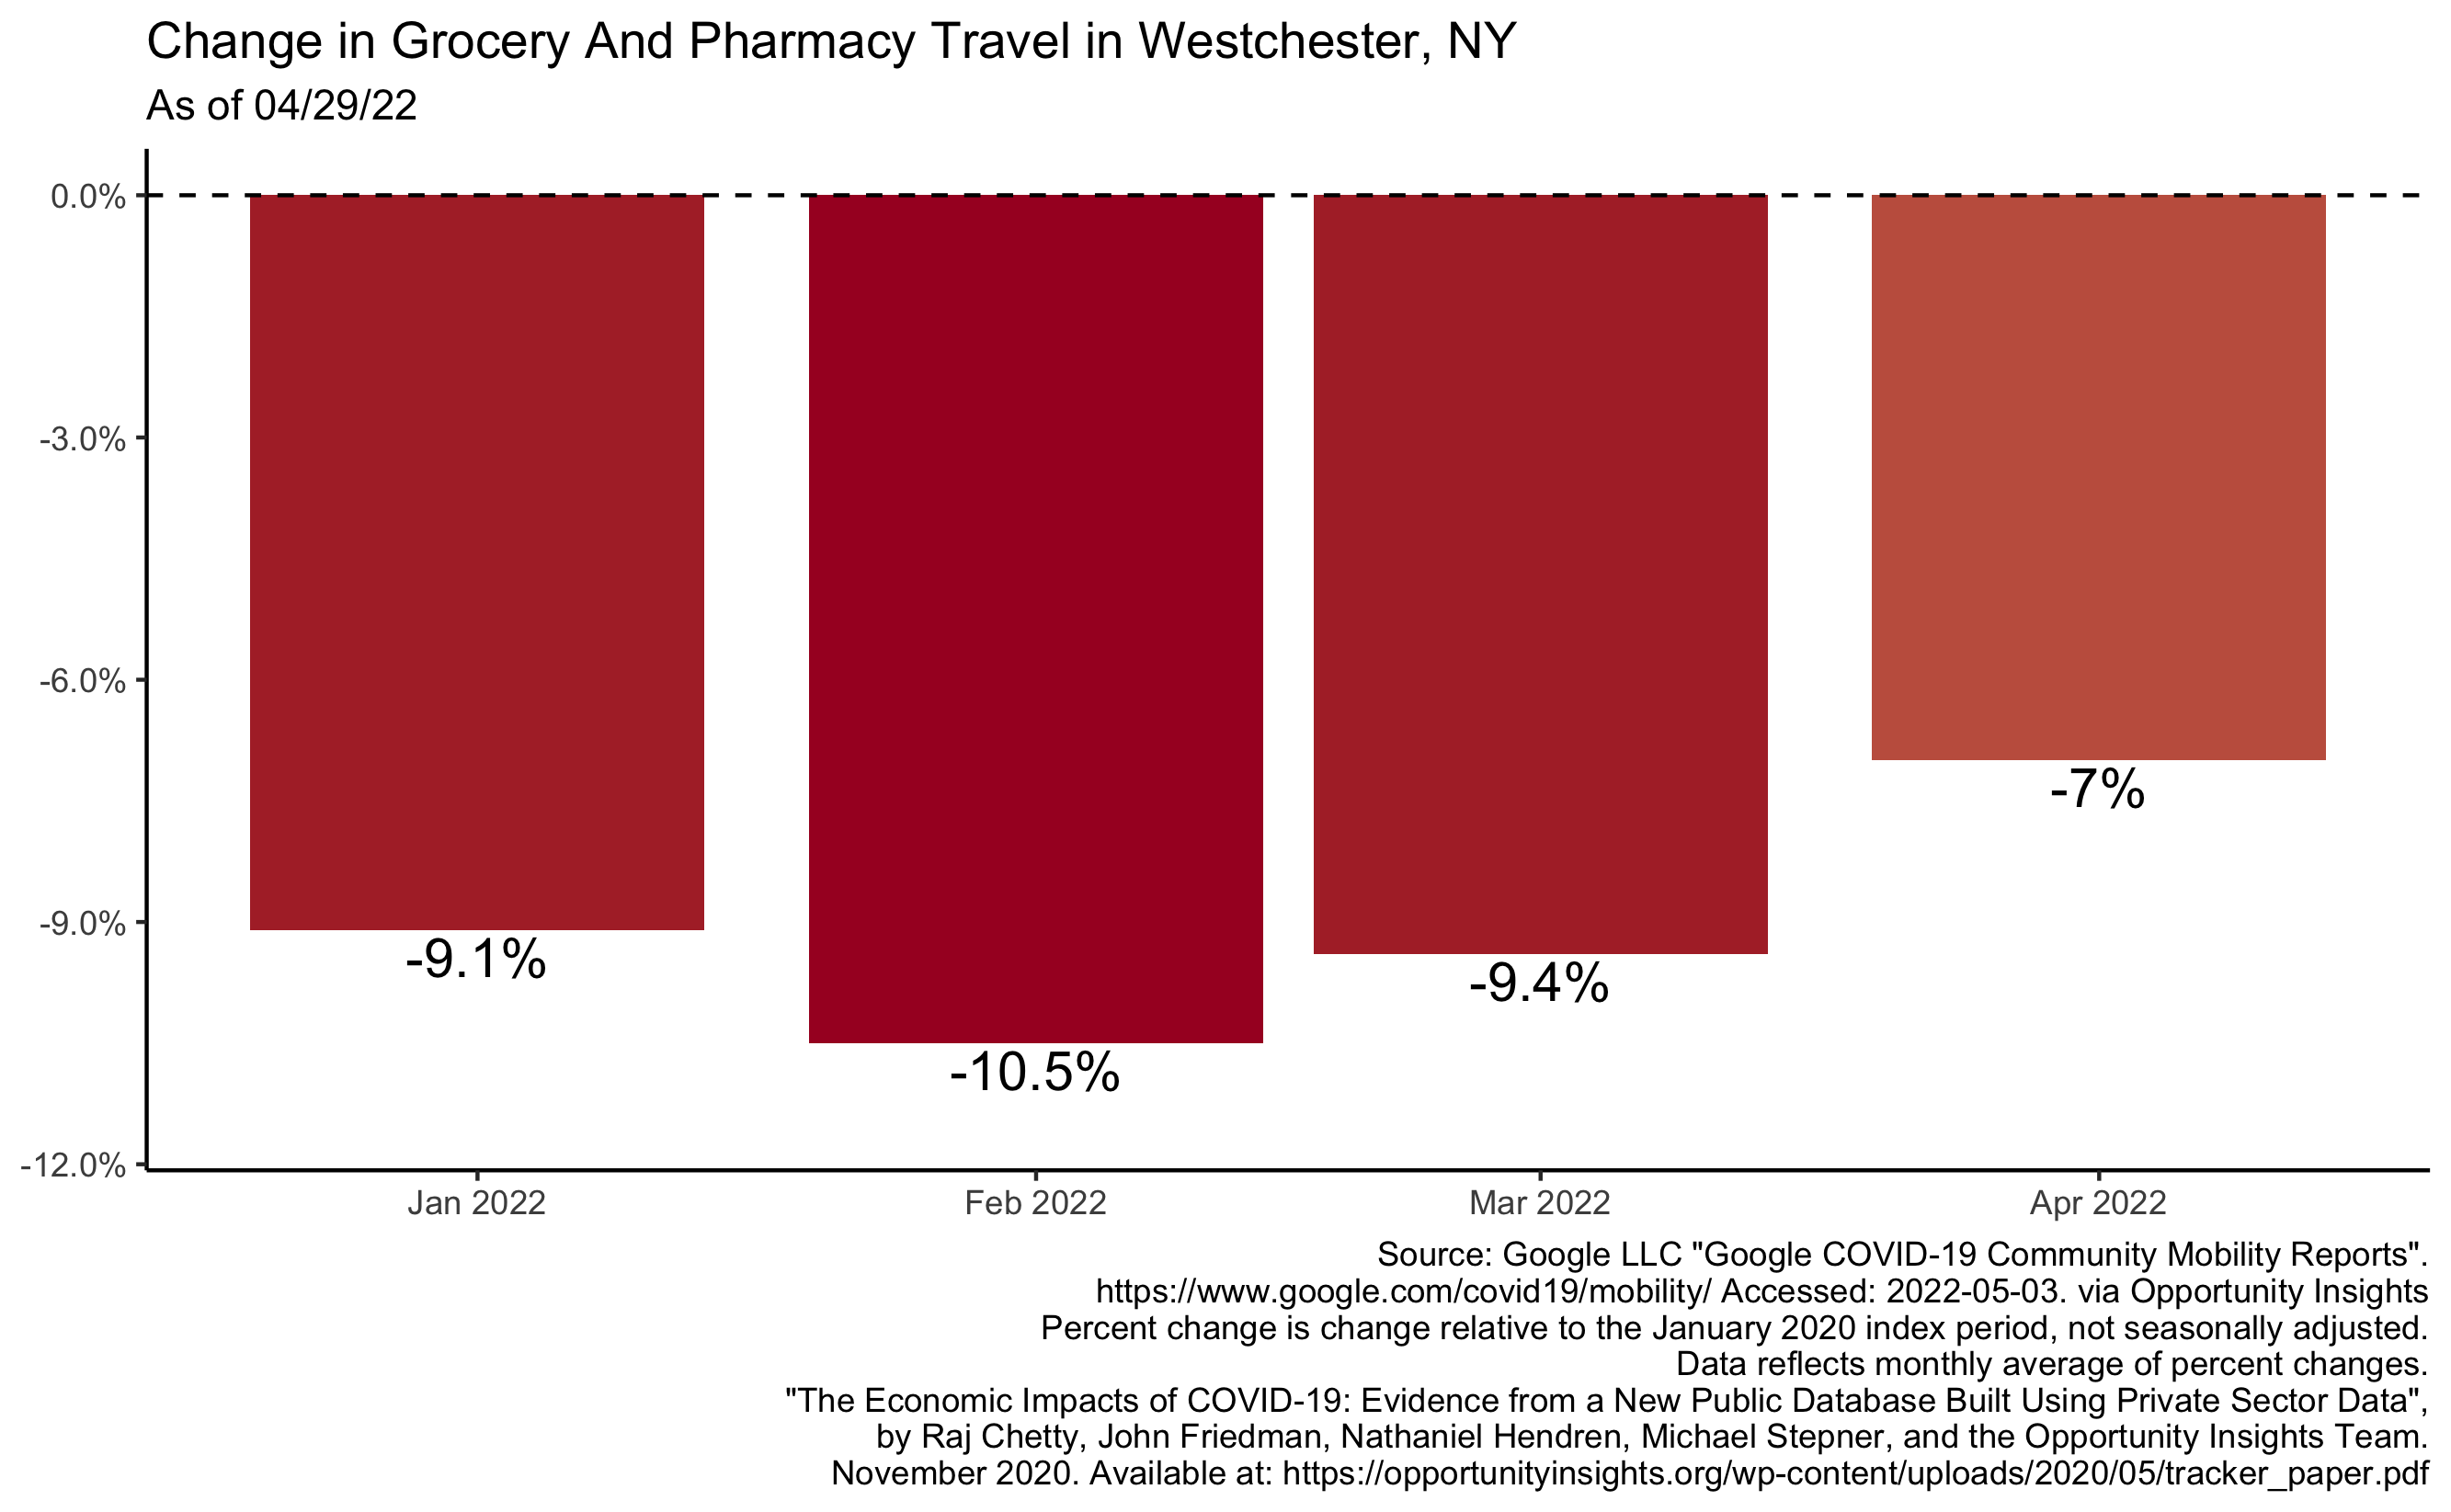 Change in Grocery And Pharmacy Travel in Westchester, NY
As of 04/29/22
0.0%
-3.0%
-6.0%
-9.0%
-12.0%
-9.1%
-10.5%
-9.4%
-7%
Jan 2022
Feb 2022
Mar 2022
Apr 2022
Source: Google LLC "Google COVID-19 Community Mobility Reports".
https://www.google.com/covid19/mobility/ Accessed: 2022-05-03. via Opportunity Insights
Percent change is change relative to the January 2020 index period, not seasonally adjusted.
Data reflects monthly average of percent changes.
"The Economic Impacts of COVID-19: Evidence from a New Public Database Built Using Private Sector Data",
by Raj Chetty, John Friedman, Nathaniel Hendren, Michael Stepner, and the Opportunity Insights Team.
November 2020. Available at: https://opportunityinsights.org/wp-content/uploads/2020/05/tracker_paper.pdf